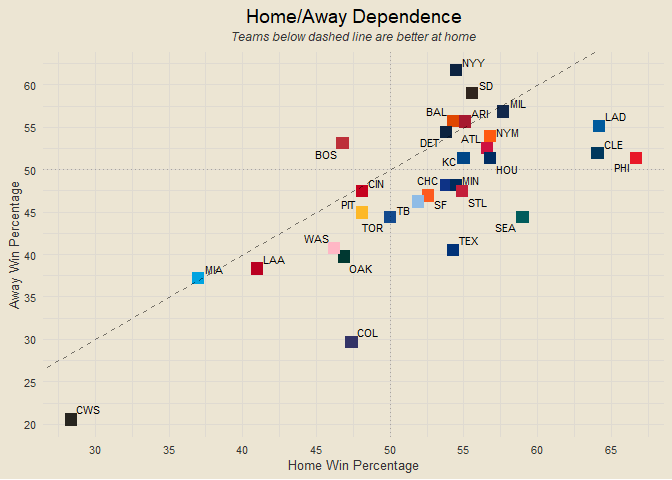 Home/Away Dependence
Teams below dashed line are better at home
NYY
SD
MIL
BAL
ARI
LAD
DET
ATL
NYM
BOS
KC
HOU
CLE
PHI
CIN
CHC
MIN
PIT
TB
SF
STL
TOR
SEA
WAS
OAK
TEX
MIA
LAA
COL
CWS
Away Win Percentage
60
55
50
45
40
35
30
25
20
30
35
40
45
50
55
60
65
Home Win Percentage